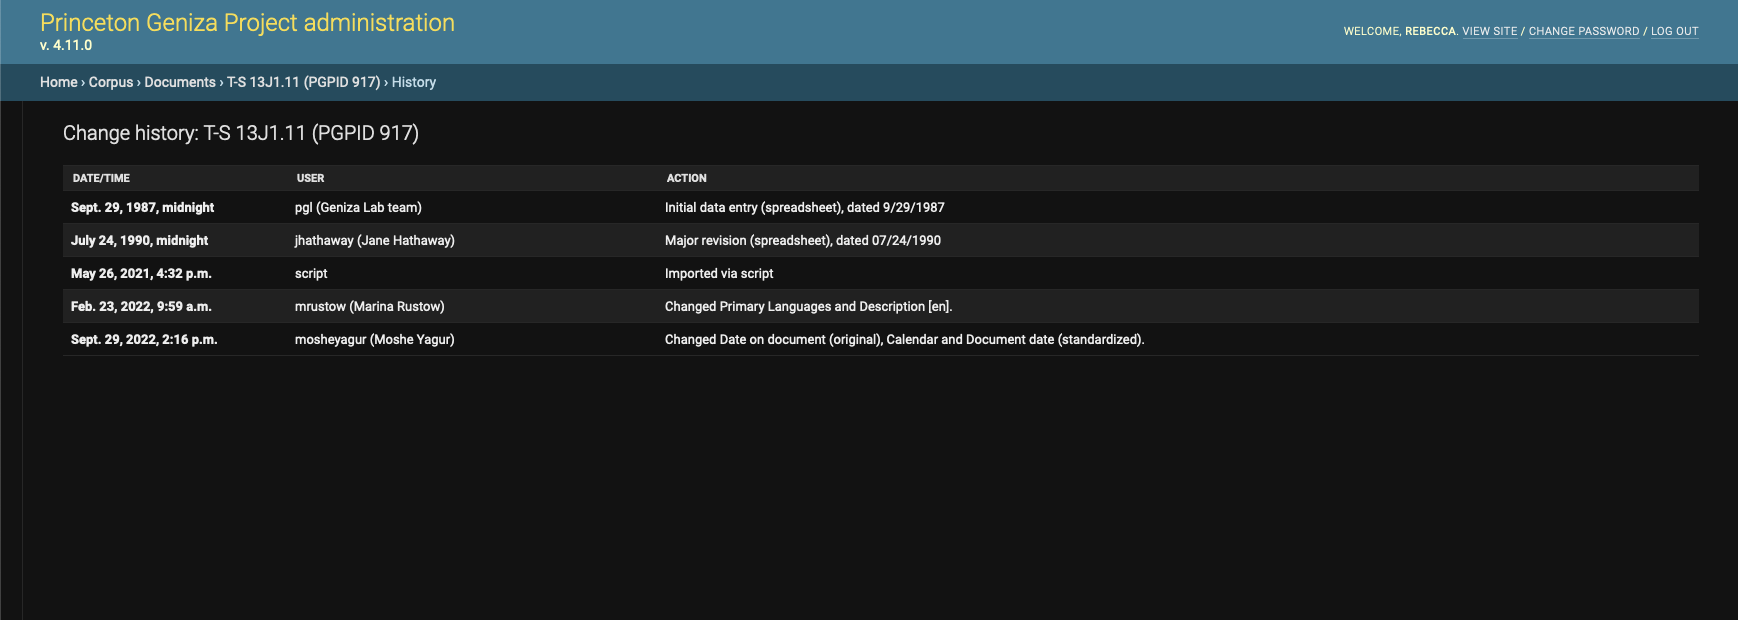 Princeton Geniza Project administration
v. 4.11.0
WELCOME, REBECCA. VIEW SITE / CHANGE PASSWORD / LOG OUT
Home › Corpus › Documents › T-S 13J1.11 (PGPID 917) › History
Change history: T-S 13J1.11 (PGPID 917)
DATE/TIME USER ACTION
Sept. 29, 1987, midnight pgl (Geniza Lab team) Initial data entry (spreadsheet), dated 9/29/1987
July 24, 1990, midnight jhathaway (Jane Hathaway) Major revision (spreadsheet), dated 07/24/1990
May 26, 2021, 4:32 p.m. script Imported via script
Feb. 23, 2022, 9:59 a.m. mrustow (Marina Rustow) Changed Primary Languages and Description [en].
Sept. 29, 2022, 2:16 p.m. mosheyagur (Moshe Yagur) Changed Date on document (original), Calendar and Document date (standardized).